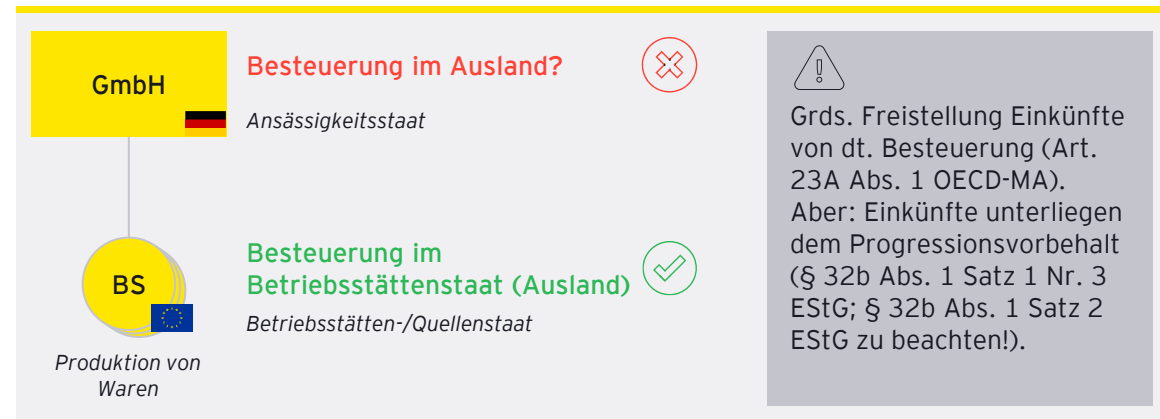 GmbH
Besteuerung im Ausland?
Ansässigkeitsstaat
BS
Produktion von
Waren
Besteuerung im
Betriebsstättenstaat (Ausland)
Betriebsstätten-/Quellenstaat
Grds. Freistellung Einkünfte
von dt. Besteuerung (Art.
23A Abs. 1 OECD-MA).
Aber: Einkünfte unterliegen
dem Progressionsvorbehalt
(§ 32b Abs. 1 Satz 1 Nr. 3
EStG; § 32b Abs. 1 Satz 2
EStG zu beachten!).